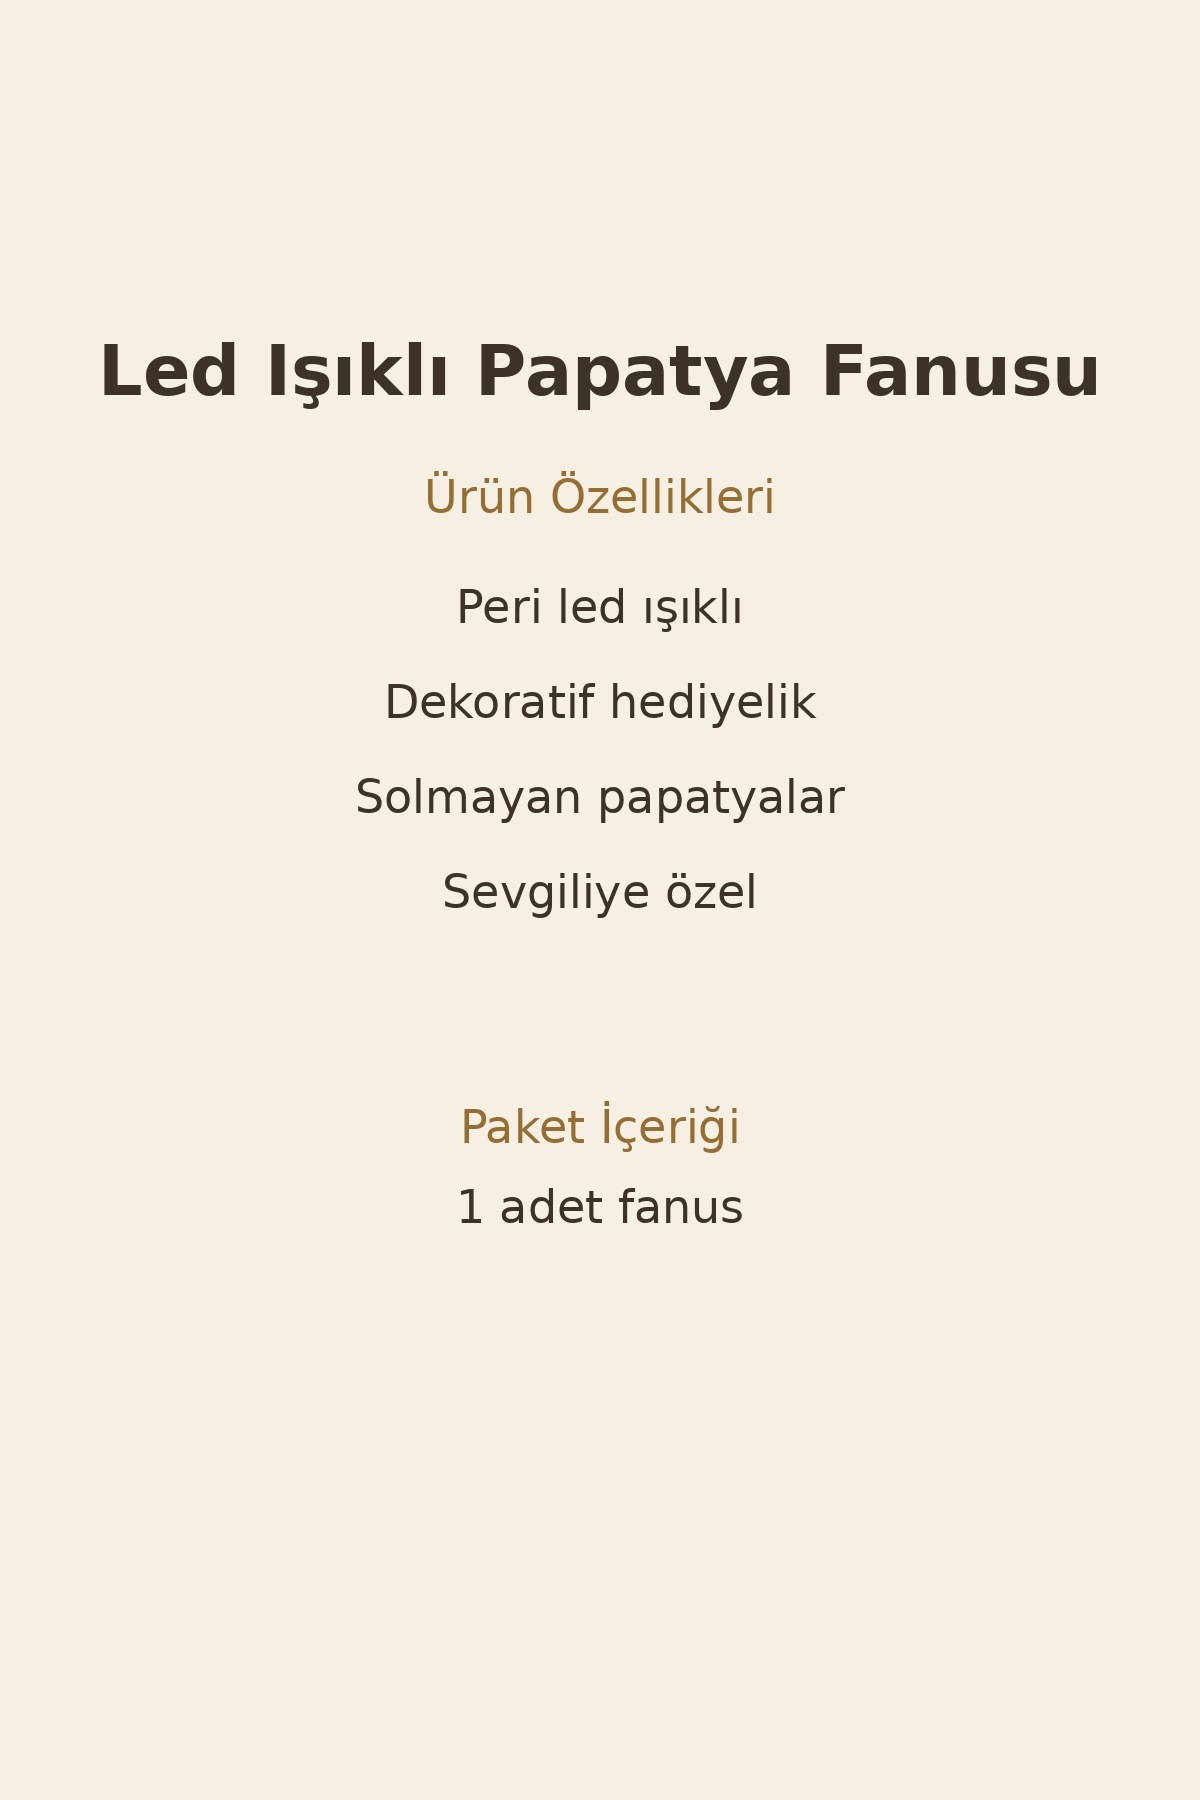 Led Işıklı Papatya Fanusu
Ürün Özellikleri
Peri led ışıklı
Dekoratif hediyelik
Solmayan papatyalar
Sevgiliye özel
Paket İçeriği
1 adet fanus